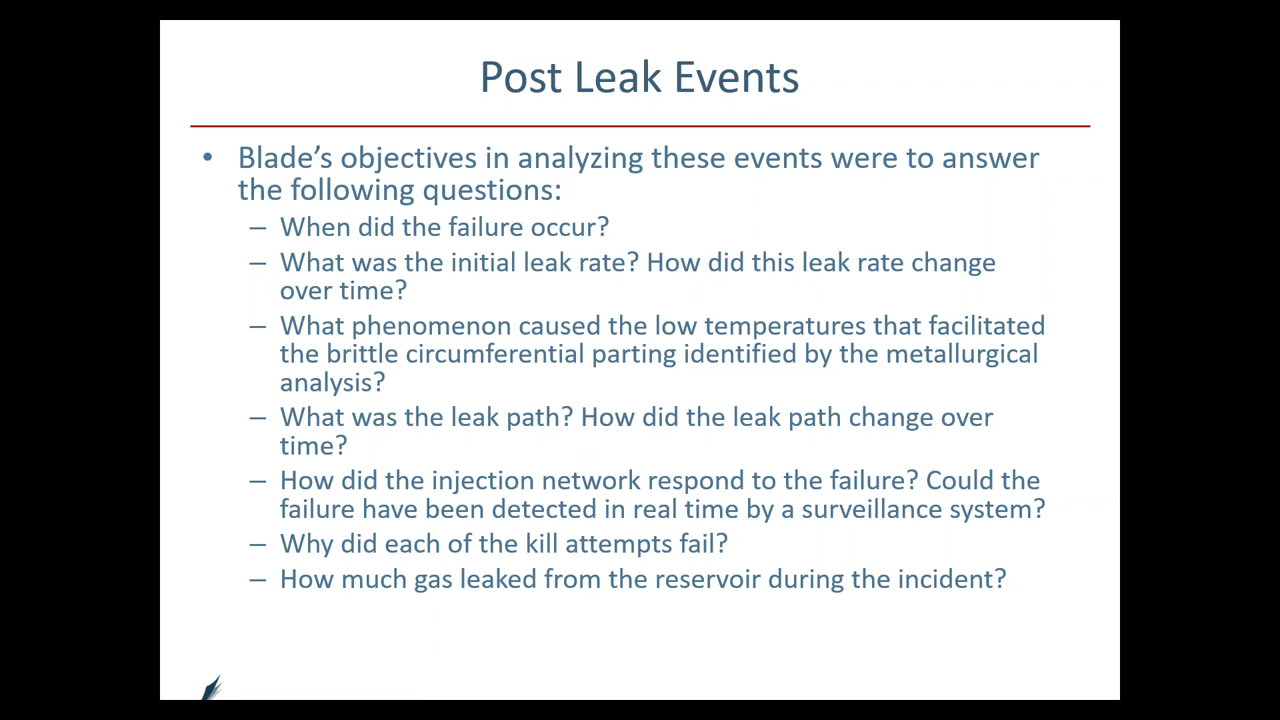 Post Leak Events
• Blade's objectives in analyzing these events were to answer
the following questions:
– When did the failure occur?
– What was the initial leak rate? How did this leak rate change
over time?
– What phenomenon caused the low temperatures that facilitated
the brittle circumferential parting identified by the metallurgical
analysis?
– What was the leak path? How did the leak path change over
time?
– How did the injection network respond to the failure? Could the
failure have been detected in real time by a surveillance system?
– Why did each of the kill attempts fail?
– How much gas leaked from the reservoir during the incident?